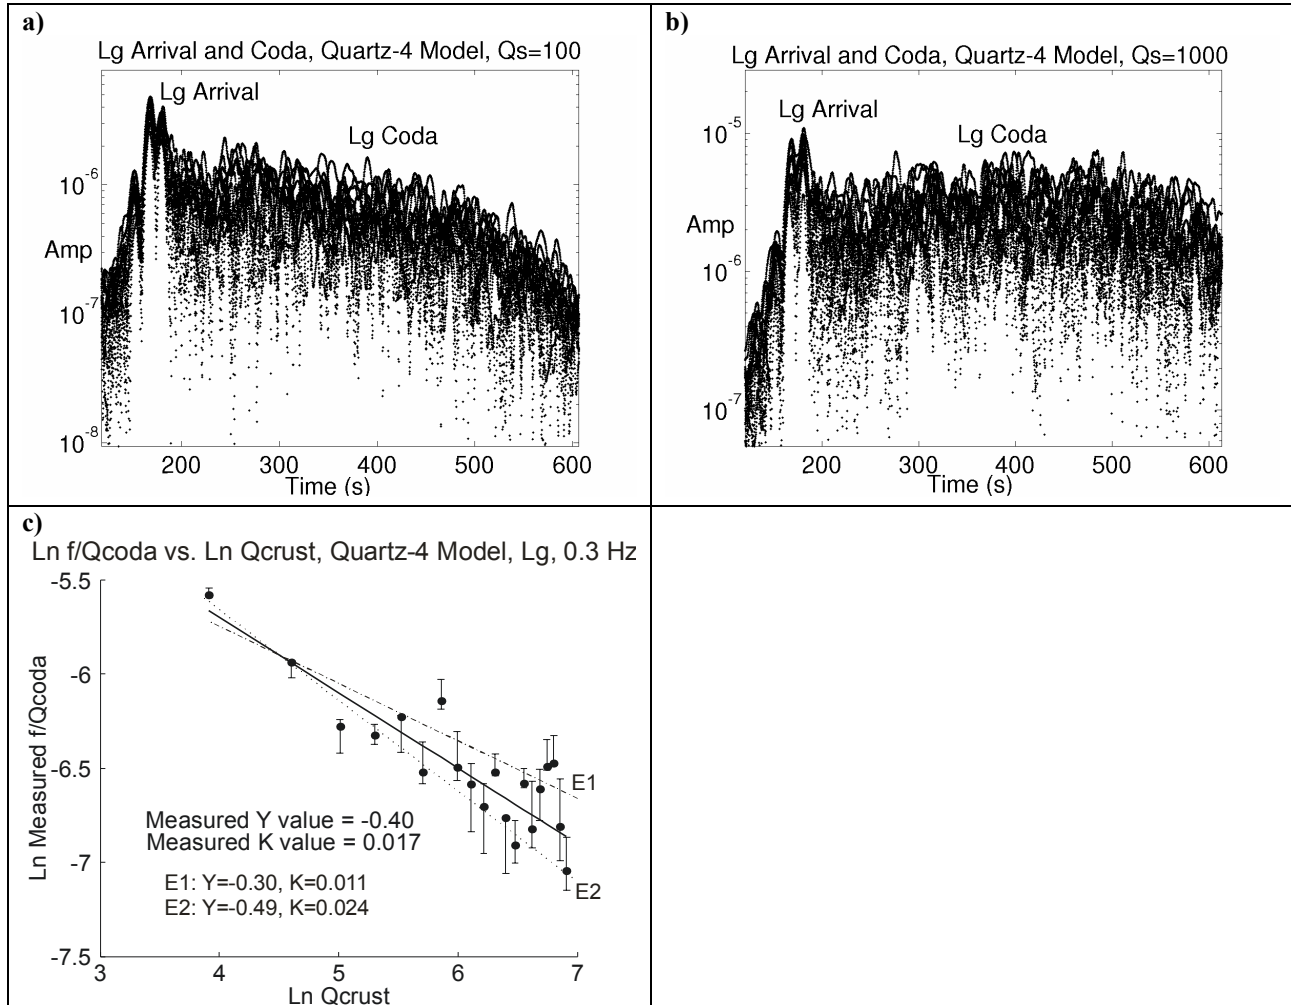 a)
Lg Arrival and Coda, Quartz-4 Model, Qs=100
Lg Arrival
Lg Coda
10^-6
Amp
10^-7
10^-8
200 300 400 500 600
Time (s)
b)
Lg Arrival and Coda, Quartz-4 Model, Qs=1000
10^-5
Lg Arrival
Lg Coda
Amp
10^-6
10^-7
200 300 400 500 600
Time (s)
c)
Ln f/Qcoda vs. Ln Qcrust, Quartz-4 Model, Lg, 0.3 Hz
-5.5
-6
-6.5
-7
-7.5
Ln Measured f/Qcoda
E1
E2
Measured Y value = -0.40
Measured K value = 0.017
E1: Y=-0.30, K=0.011
E2: Y=-0.49, K=0.024
3 4 5 6 7
Ln Qcrust